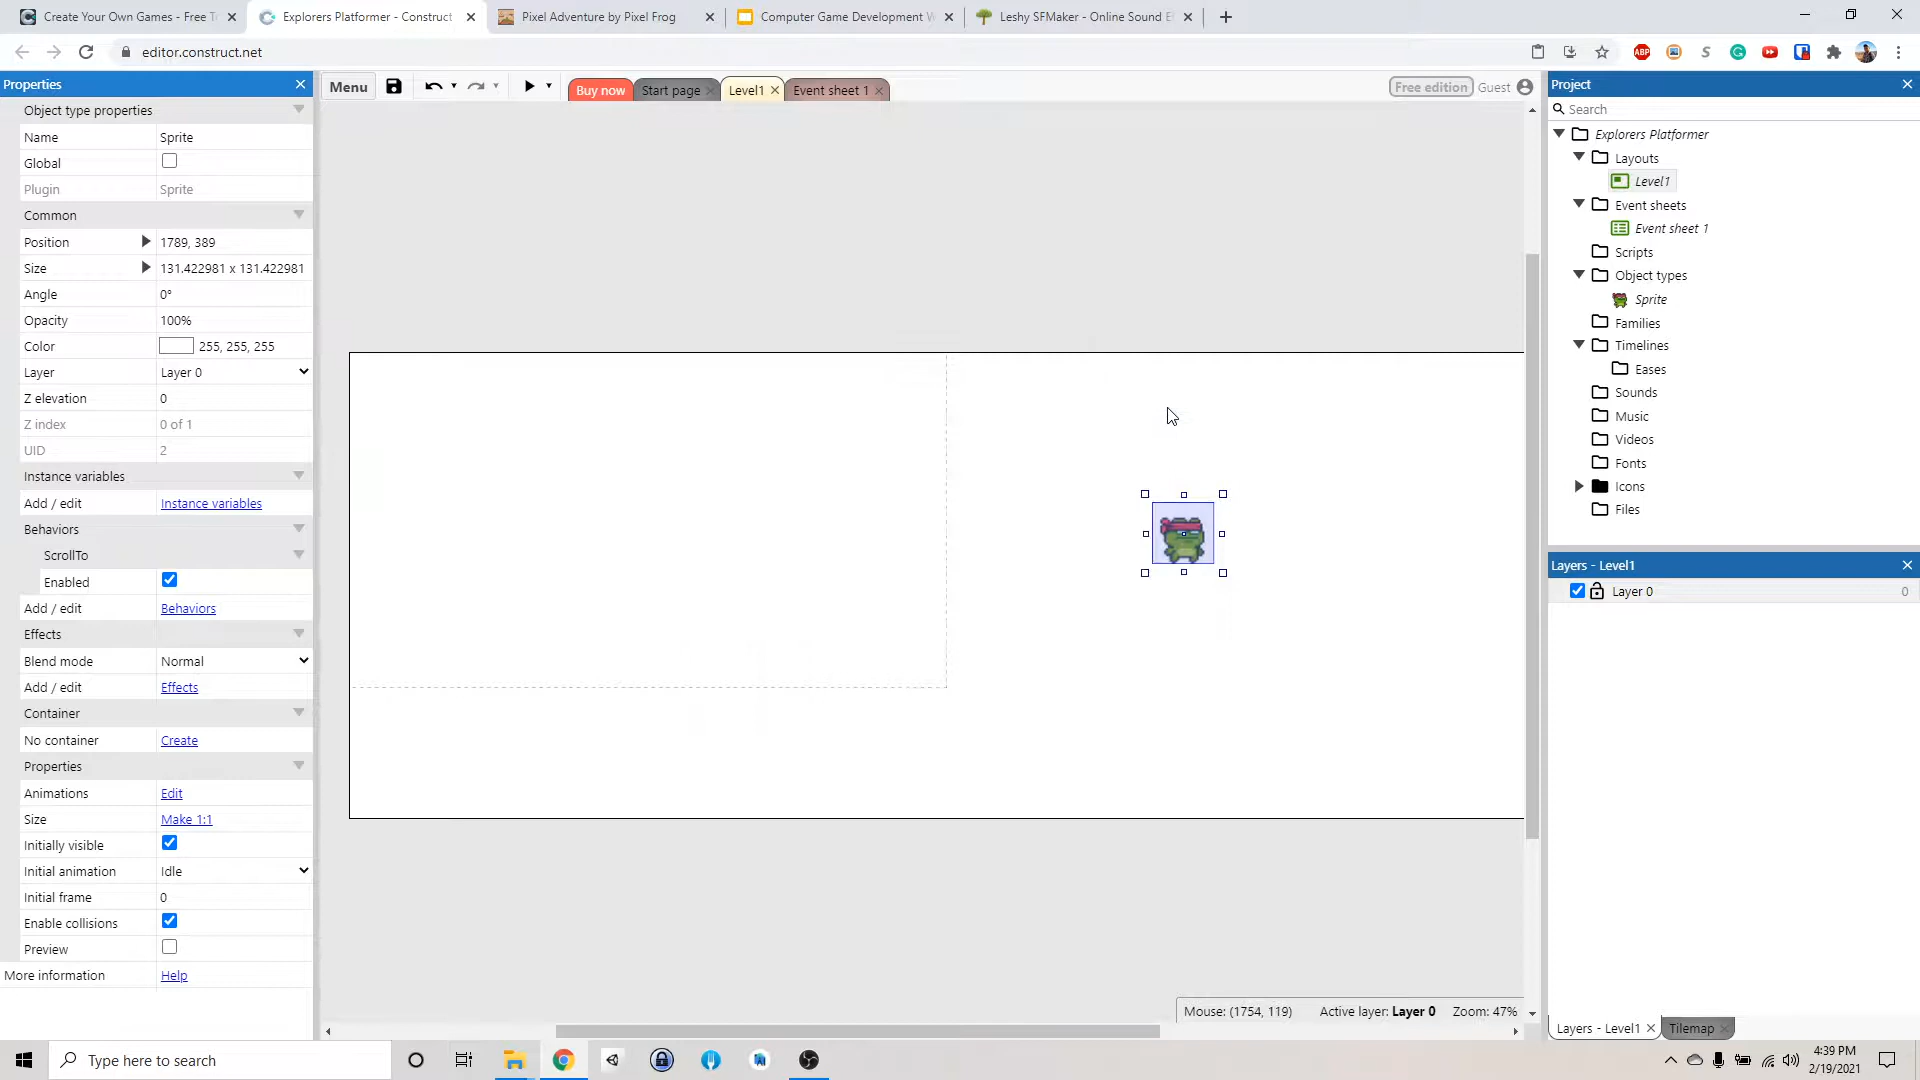 Create Your Own Games - Free T
Explorers Platformer - Construct
Pixel Adventure by Pixel Frog
Computer Game Development W
Leshy SFMaker - Online Sound E
editor.construct.net
Properties
Menu
Buy now
Start page
Level1
Event sheet 1
Free edition
Guest
Project
Object type properties
Search
Name Sprite
Explorers Platformer
Global
Layouts
Plugin Sprite
Level1
Common
Event sheets
Position 1789, 389
Event sheet 1
Size 131.422981 x 131.422981
Scripts
Angle 0°
Object types
Opacity 100%
Sprite
Color 255, 255, 255
Families
Layer Layer 0
Timelines
Z elevation 0
Eases
Z index 0 of 1
Sounds
UID 2
Music
Instance variables
Videos
Add / edit Instance variables
Fonts
Behaviors
Icons
ScrollTo
Files
Enabled
Layers - Level1
Add / edit Behaviors
Layer 0 0
Effects
Blend mode Normal
Add / edit Effects
Container
No container Create
Properties
Animations Edit
Size Make 1:1
Initially visible
Initial animation Idle
Initial frame 0
Enable collisions
Preview
More information Help
Mouse: (1754, 119) Active layer: Layer 0 Zoom: 47%
Layers - Level1
Tilemap
Type here to search
4:39 PM
2/19/2021